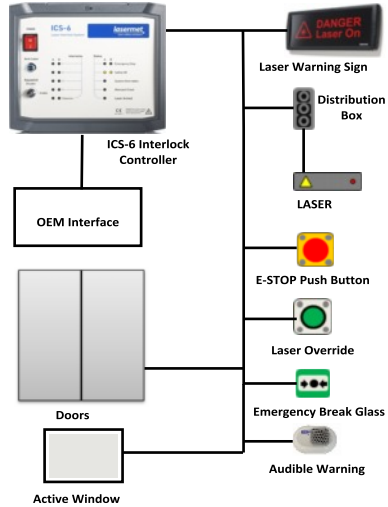 ICS-6
lasermet
DANGER
Laser On
Laser Warning Sign
Distribution
Box
ICS-6 Interlock
Controller
LASER
OEM Interface
E-STOP Push Button
Laser Override
Doors
Emergency Break Glass
Audible Warning
Active Window